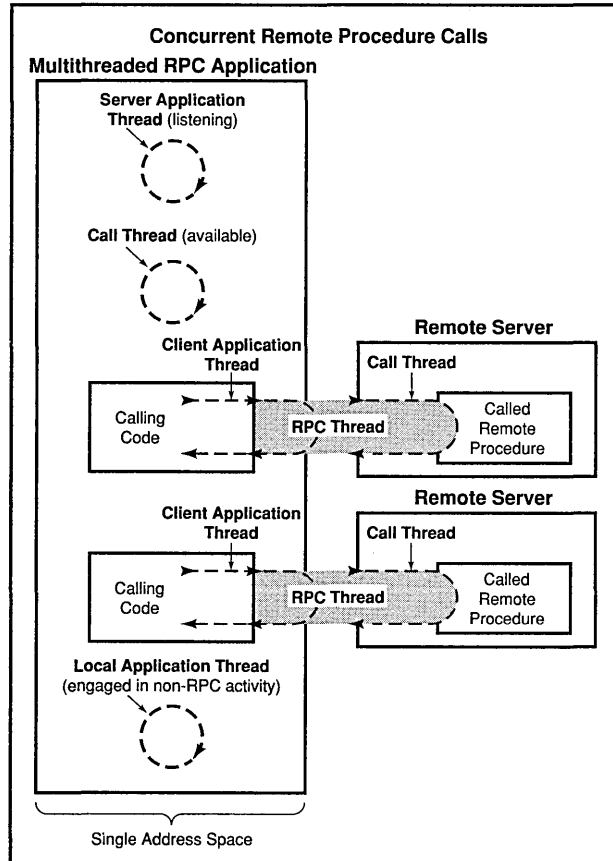 Concurrent Remote Procedure Calls
Multithreaded RPC Application
Server Application
Thread (listening)
Call Thread (available)
Client Application
Thread
Calling
Code
RPC Thread
Remote Server
Call Thread
Called
Remote
Procedure
Client Application
Thread
Calling
Code
RPC Thread
Remote Server
Call Thread
Called
Remote
Procedure
Local Application Thread
(engaged in non-RPC activity)
Single Address Space